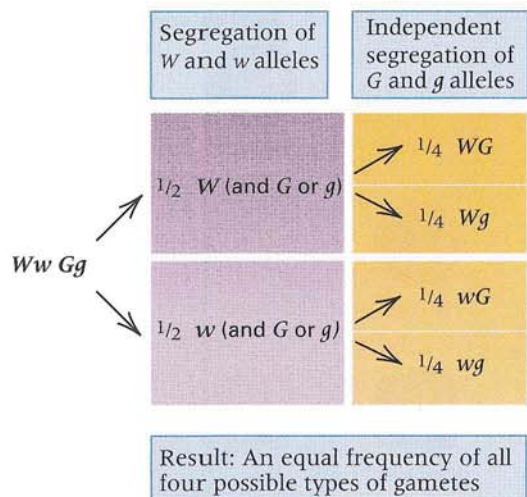 Segregation of
W and w alleles
Independent
segregation of
G and g alleles
Ww Gg
1/2 W (and G or g)
1/2 w (and G or g)
1/4 WG
1/4 Wg
1/4 wG
1/4 wg
Result: An equal frequency of all
four possible types of gametes